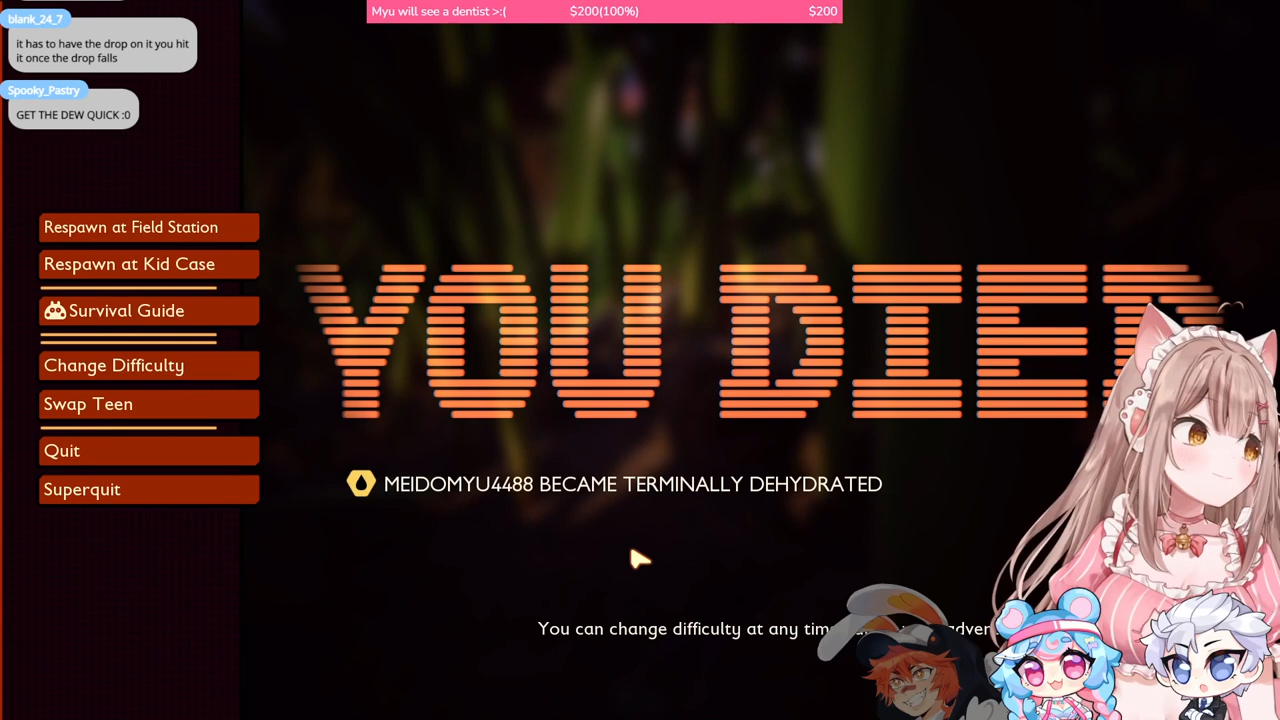 Myu will see a dentist >:( $200(100%) $200
blank_24_7
it has to have the drop on it you hit
it once the drop falls
Spooky_Pastry
GET THE DEW QUICK :0
Respawn at Field Station
Respawn at Kid Case
Survival Guide
Change Difficulty
Swap Teen
Quit
Superquit
YOU DIED
MEIDOMYU4488 BECAME TERMINALLY DEHYDRATED
You can change difficulty at any